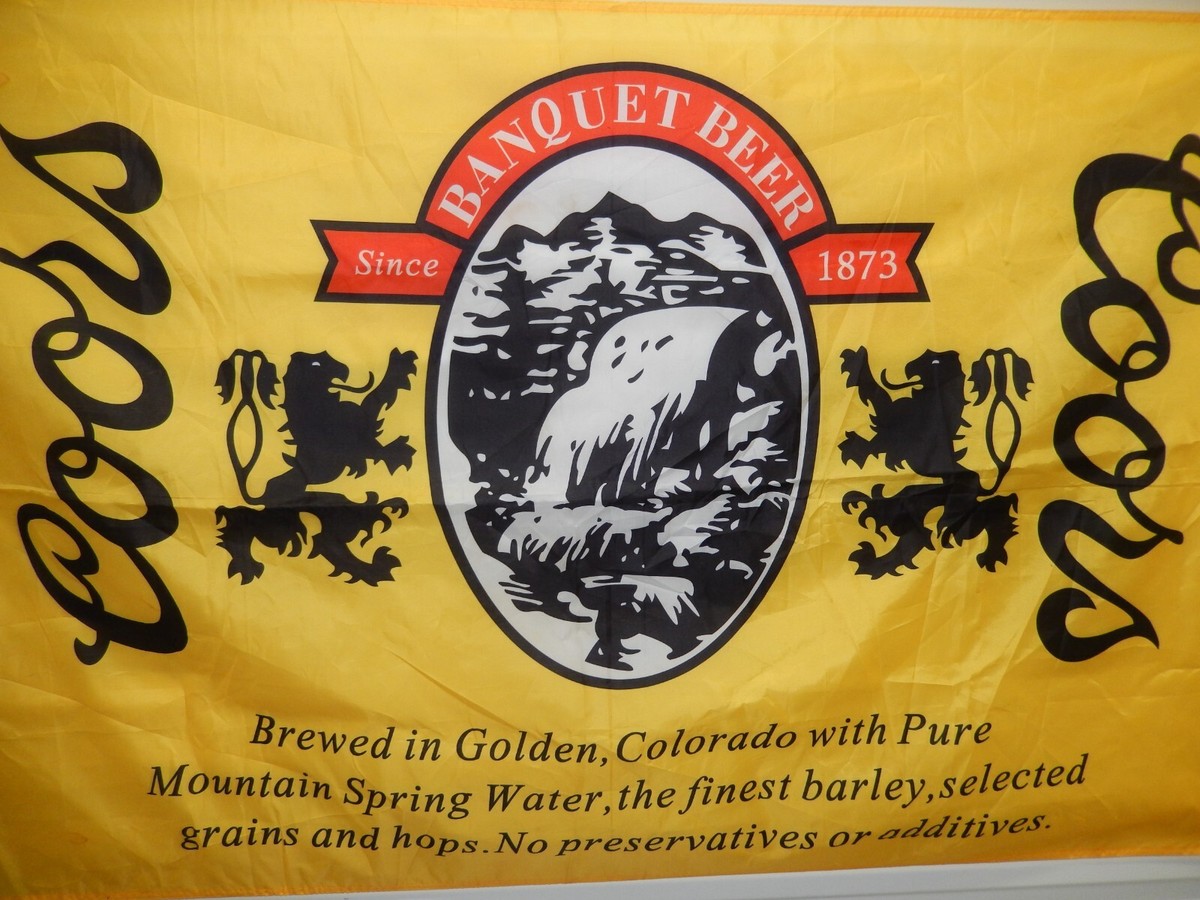 BANQUET BEER
Since 1873
Coors
Coors
Brewed in Golden,Colorado with Pure
Mountain Spring Water,the finest barley,selected
grains and hops.No preservatives or additives.